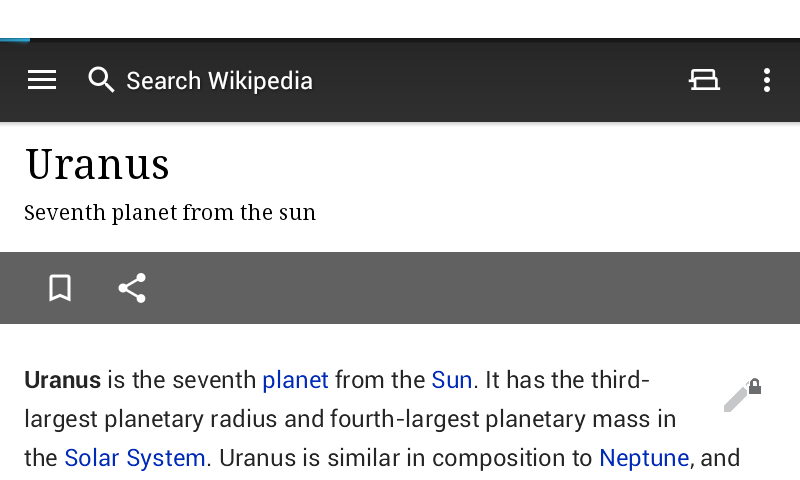 Search Wikipedia
Uranus
Seventh planet from the sun
Uranus is the seventh planet from the Sun. It has the third-
largest planetary radius and fourth-largest planetary mass in
the Solar System. Uranus is similar in composition to Neptune, and